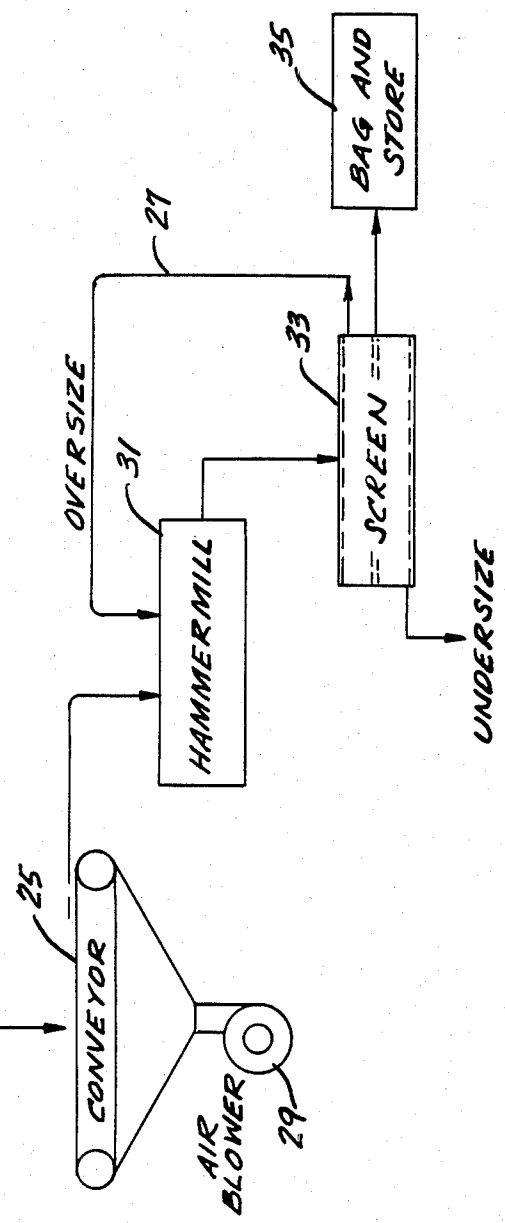 CONVEYOR
25
AIR
BLOWER
29
HAMMERMILL
31
OVERSIZE
27
SCREEN
33
UNDERSIZE
BAG AND
STORE
35